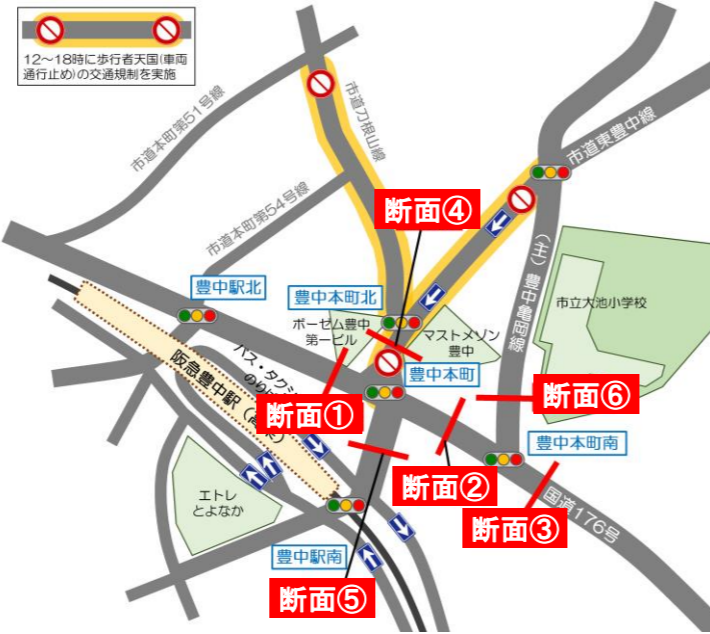 12〜18時に歩行者天国(車両
通行止め)の交通規制を実施
市道本町第51号線
市道刀根山線
市道東豊中線
市道本町第54号線
断面④
(主)豊中亀岡線
豊中駅北
豊中本町北
市立大池小学校
ボーゼム豊中
第一ビル
マストメゾン
豊中
豊中本町
バス・タクシー
のりば
阪急豊中駅
断面①
断面⑥
豊中本町南
断面②
エトレ
とよなか
国道176号
断面③
豊中駅南
断面⑤